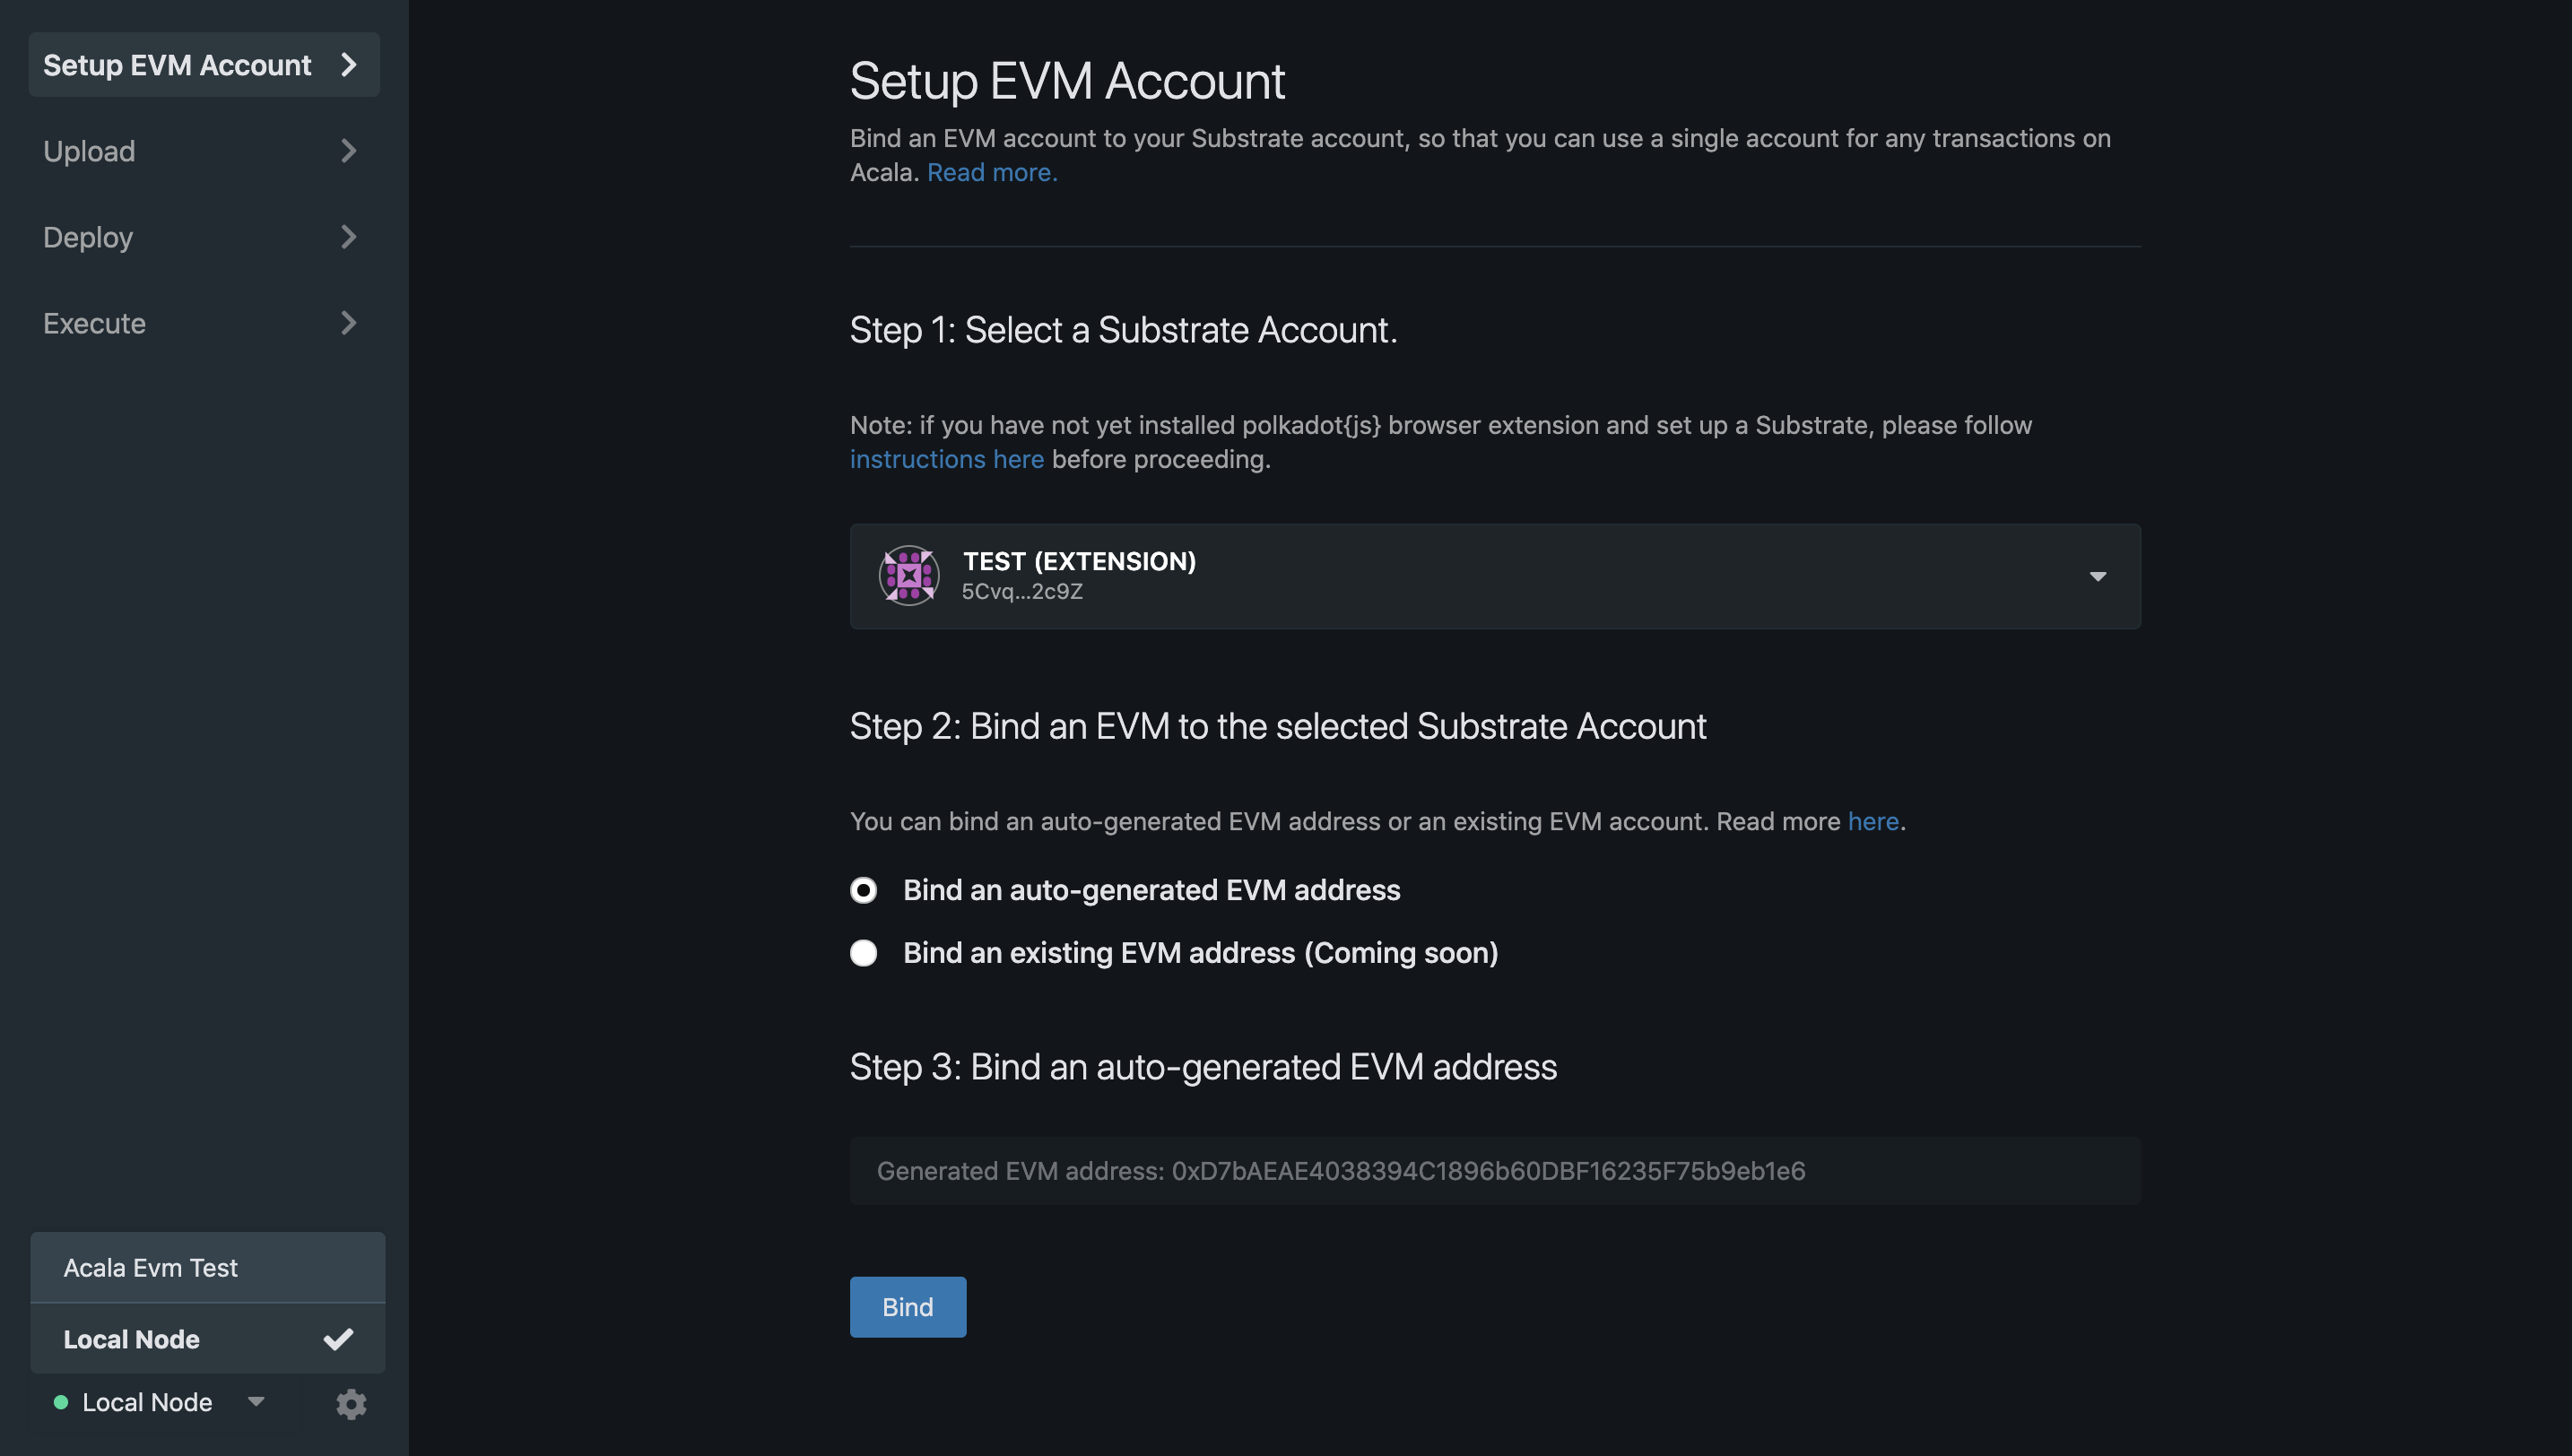 Setup EVM Account
Upload
Deploy
Execute
Acala Evm Test
Local Node
Local Node
Setup EVM Account
Bind an EVM account to your Substrate account, so that you can use a single account for any transactions on
Acala. Read more.
Step 1: Select a Substrate Account.
Note: if you have not yet installed polkadot{js} browser extension and set up a Substrate, please follow
instructions here before proceeding.
TEST (EXTENSION)
5Cvq...2c9Z
Step 2: Bind an EVM to the selected Substrate Account
You can bind an auto-generated EVM address or an existing EVM account. Read more here.
Bind an auto-generated EVM address
Bind an existing EVM address (Coming soon)
Step 3: Bind an auto-generated EVM address
Generated EVM address: 0xD7bAEAE4038394C1896b60DBF16235F75b9eb1e6
Bind